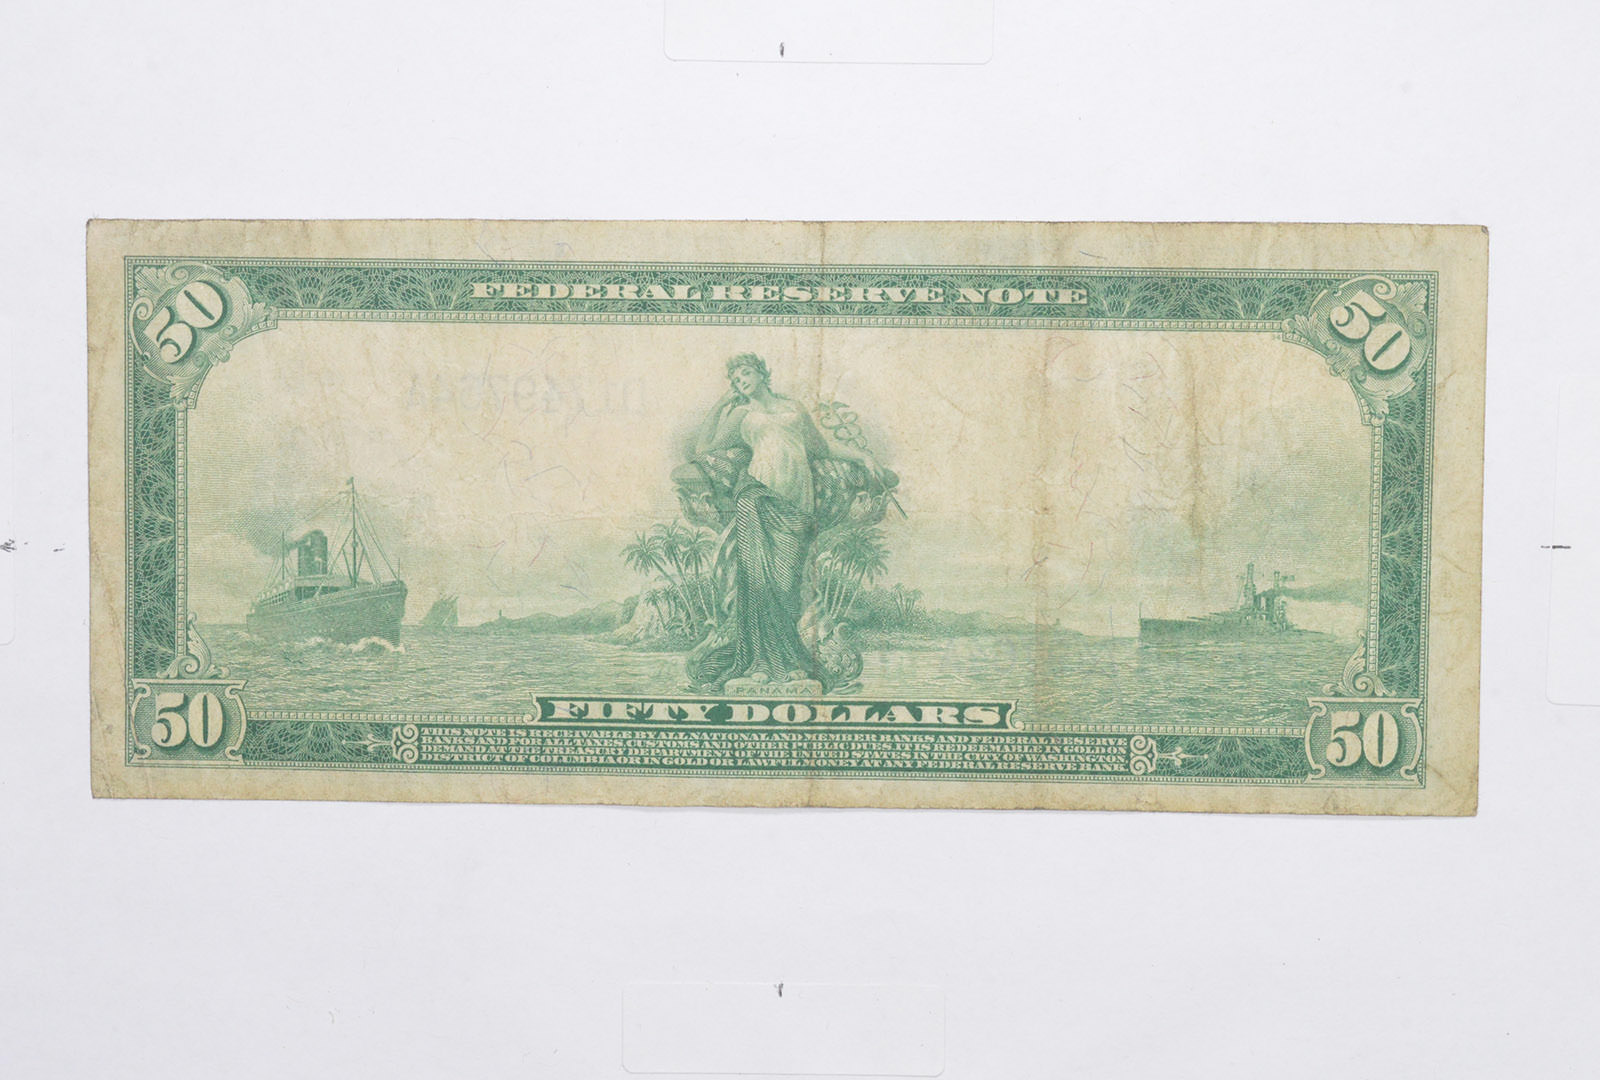 50 FEDERAL RESERVE NOTE 50
PANAMA
FIFTY DOLLARS
50 50
THIS NOTE IS RECEIVABLE BY ALL NATIONAL AND MEMBER BANKS AND FEDERAL RESERVE
BANKS AND FOR ALL TAXES, CUSTOMS AND OTHER PUBLIC DUES. IT IS REDEEMABLE IN GOLD ON
DEMAND AT THE TREASURY DEPARTMENT OF THE UNITED STATES IN THE CITY OF WASHINGTON
DISTRICT OF COLUMBIA OR IN GOLD OR LAWFUL MONEY AT ANY FEDERAL RESERVE BANK